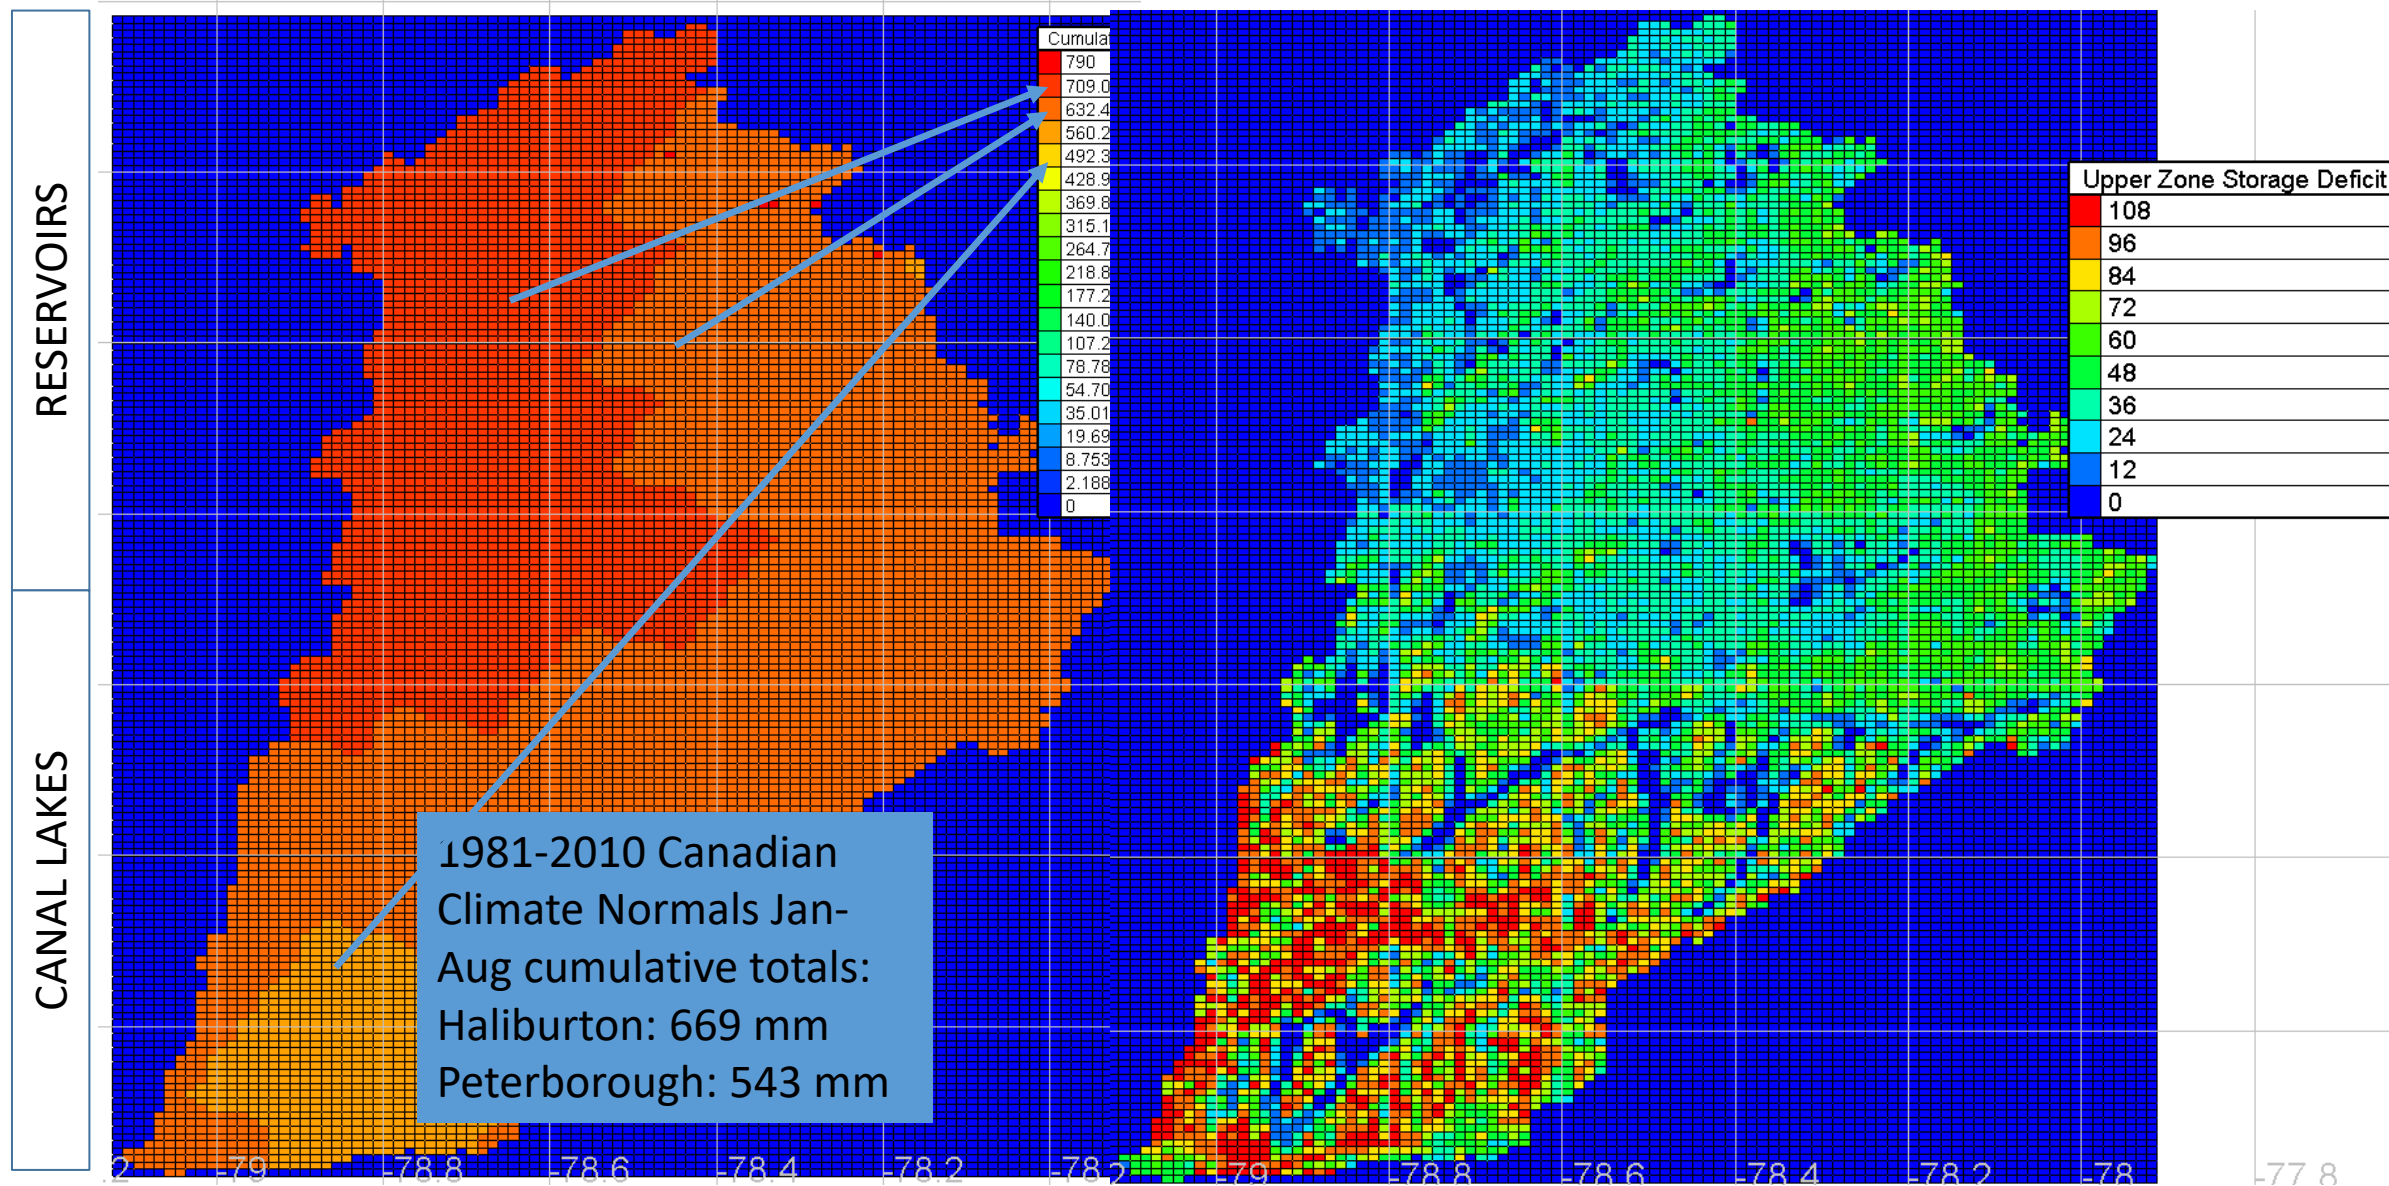 RESERVOIRS
CANAL LAKES
Cumulat
790
709.0
632.4
560.2
492.3
428.9
369.8
315.1
264.7
218.8
177.2
140.0
107.2
78.78
54.70
35.01
19.69
8.753
2.188
0
1981-2010 Canadian
Climate Normals Jan-
Aug cumulative totals:
Haliburton: 669 mm
Peterborough: 543 mm
.2 -79 -78.8 -78.6 -78.4 -78.2 -78
Upper Zone Storage Deficit
108
96
84
72
60
48
36
24
12
0
2 -79 -78.8 -78.6 -78.4 -78.2 -78 -77.8